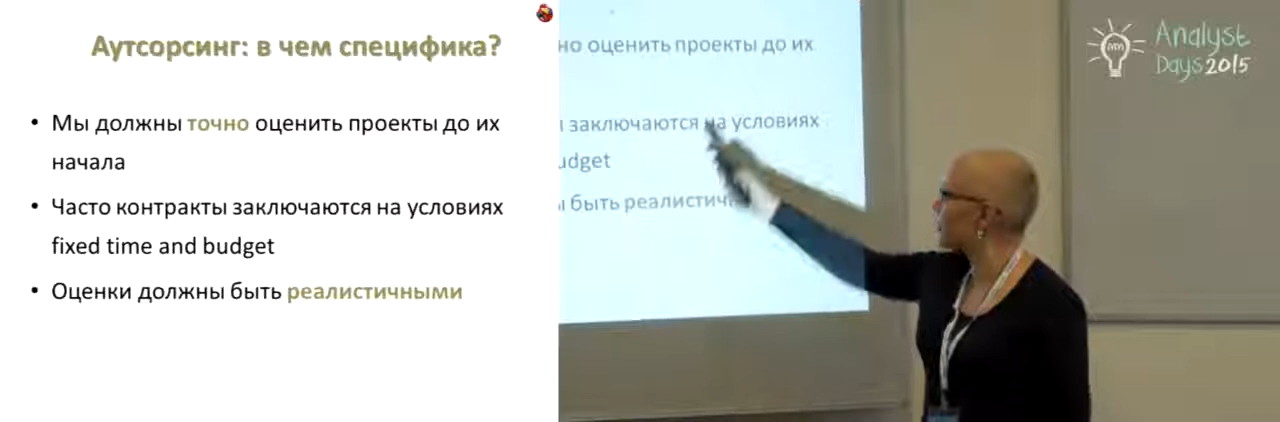 Аутсорсинг: в чем специфика?
• Мы должны точно оценить проекты до их
начала
• Часто контракты заключаются на условиях
fixed time and budget
• Оценки должны быть реалистичными
но оценить проекты до их
заключаются на условиях
udget
быть реалистич
Analyst
Days 2015